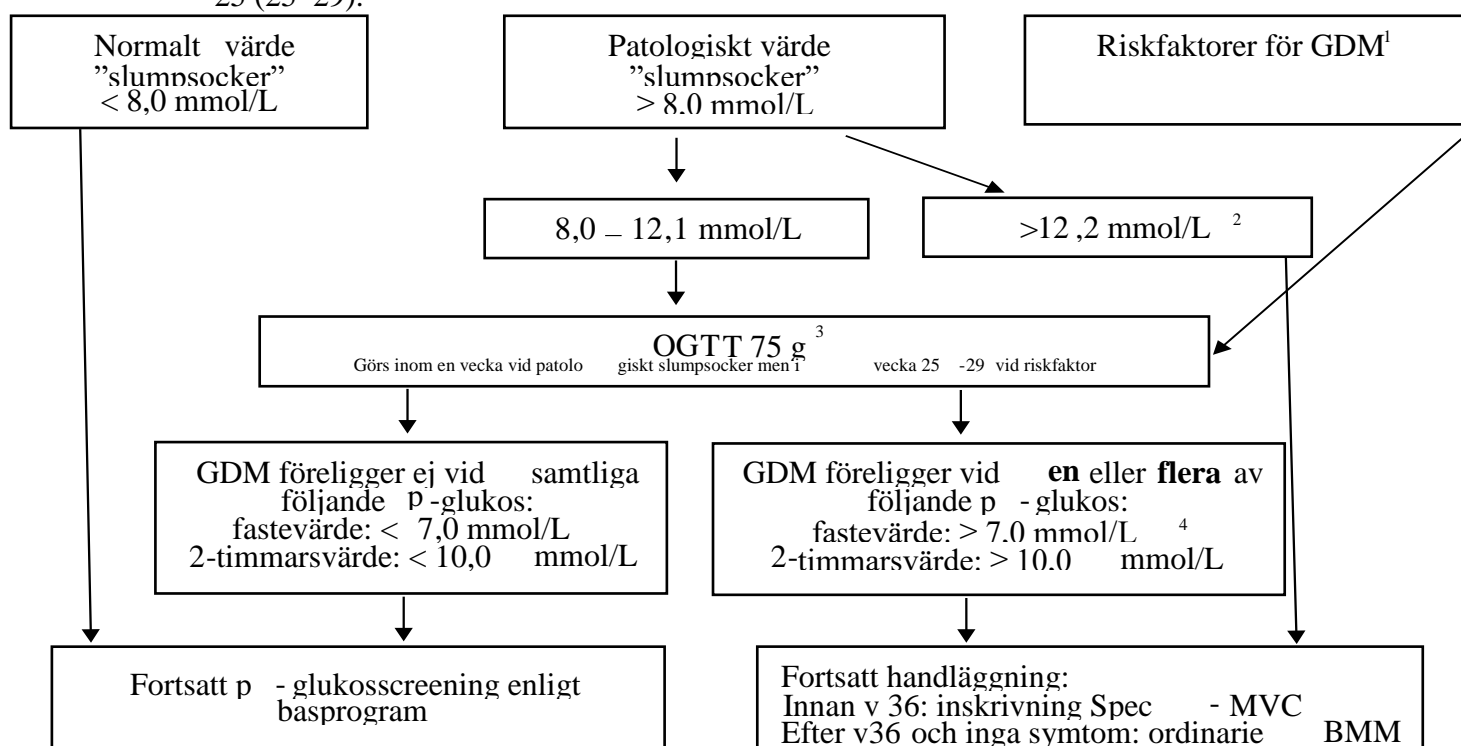 25 (25-29).
Normalt värde
”slumpsocker”
< 8,0 mmol/L
Patologiskt värde
”slumpsocker”
> 8,0 mmol/L
Riskfaktorer för GDM1
8,0 – 12,1 mmol/L
>12 ,2 mmol/L 2
OGTT 75 g 3
Görs inom en vecka vid patolo giskt slumpsocker men i vecka 25 -29 vid riskfaktor
GDM föreligger ej vid samtliga
följande p -glukos:
fastevärde: < 7,0 mmol/L
2-timmarsvärde: < 10,0 mmol/L
GDM föreligger vid en eller flera av
följande p - glukos:
fastevärde: > 7,0 mmol/L 4
2-timmarsvärde: > 10,0 mmol/L
Fortsatt p - glukosscreening enligt
basprogram
Fortsatt handläggning:
Innan v 36: inskrivning Spec - MVC
Efter v36 och inga symtom: ordinarie BMM